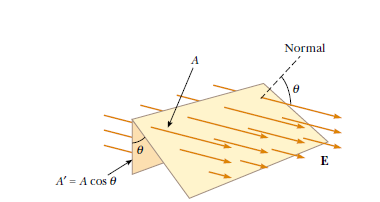 Normal
A
θ
θ
E
A′ = A cos θ